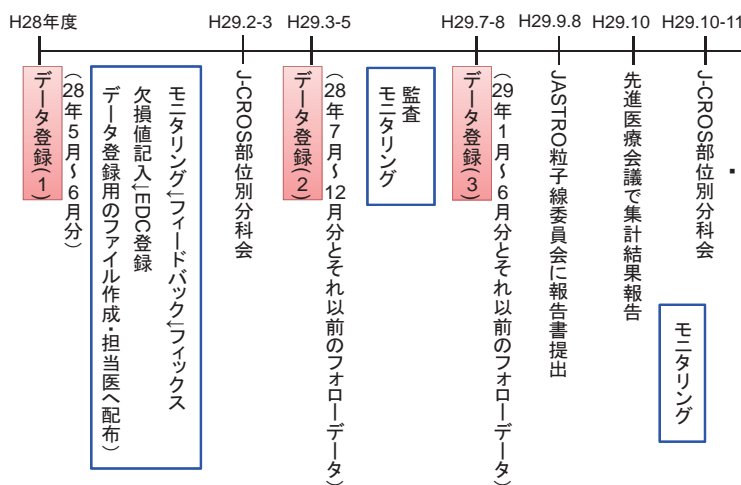 H28年度
H29.2-3
H29.3-5
H29.7-8
H29.9.8
H29.10
H29.10-11
データ登録(1)
(28年5月~6月分)
モニタリング←フィードバック←フィックス
欠損値記入←EDC登録
データ登録用のファイル作成・担当医へ配布)
J-CROS部位別分科会
データ登録(2)
(28年7月~12月分とそれ以前のフォローデータ)
監査
モニタリング
データ登録(3)
(29年1月~6月分とそれ以前のフォローデータ)
JASTRO粒子線委員会に報告書提出
先進医療会議で集計結果報告
J-CROS部位別分科会
モニタリング